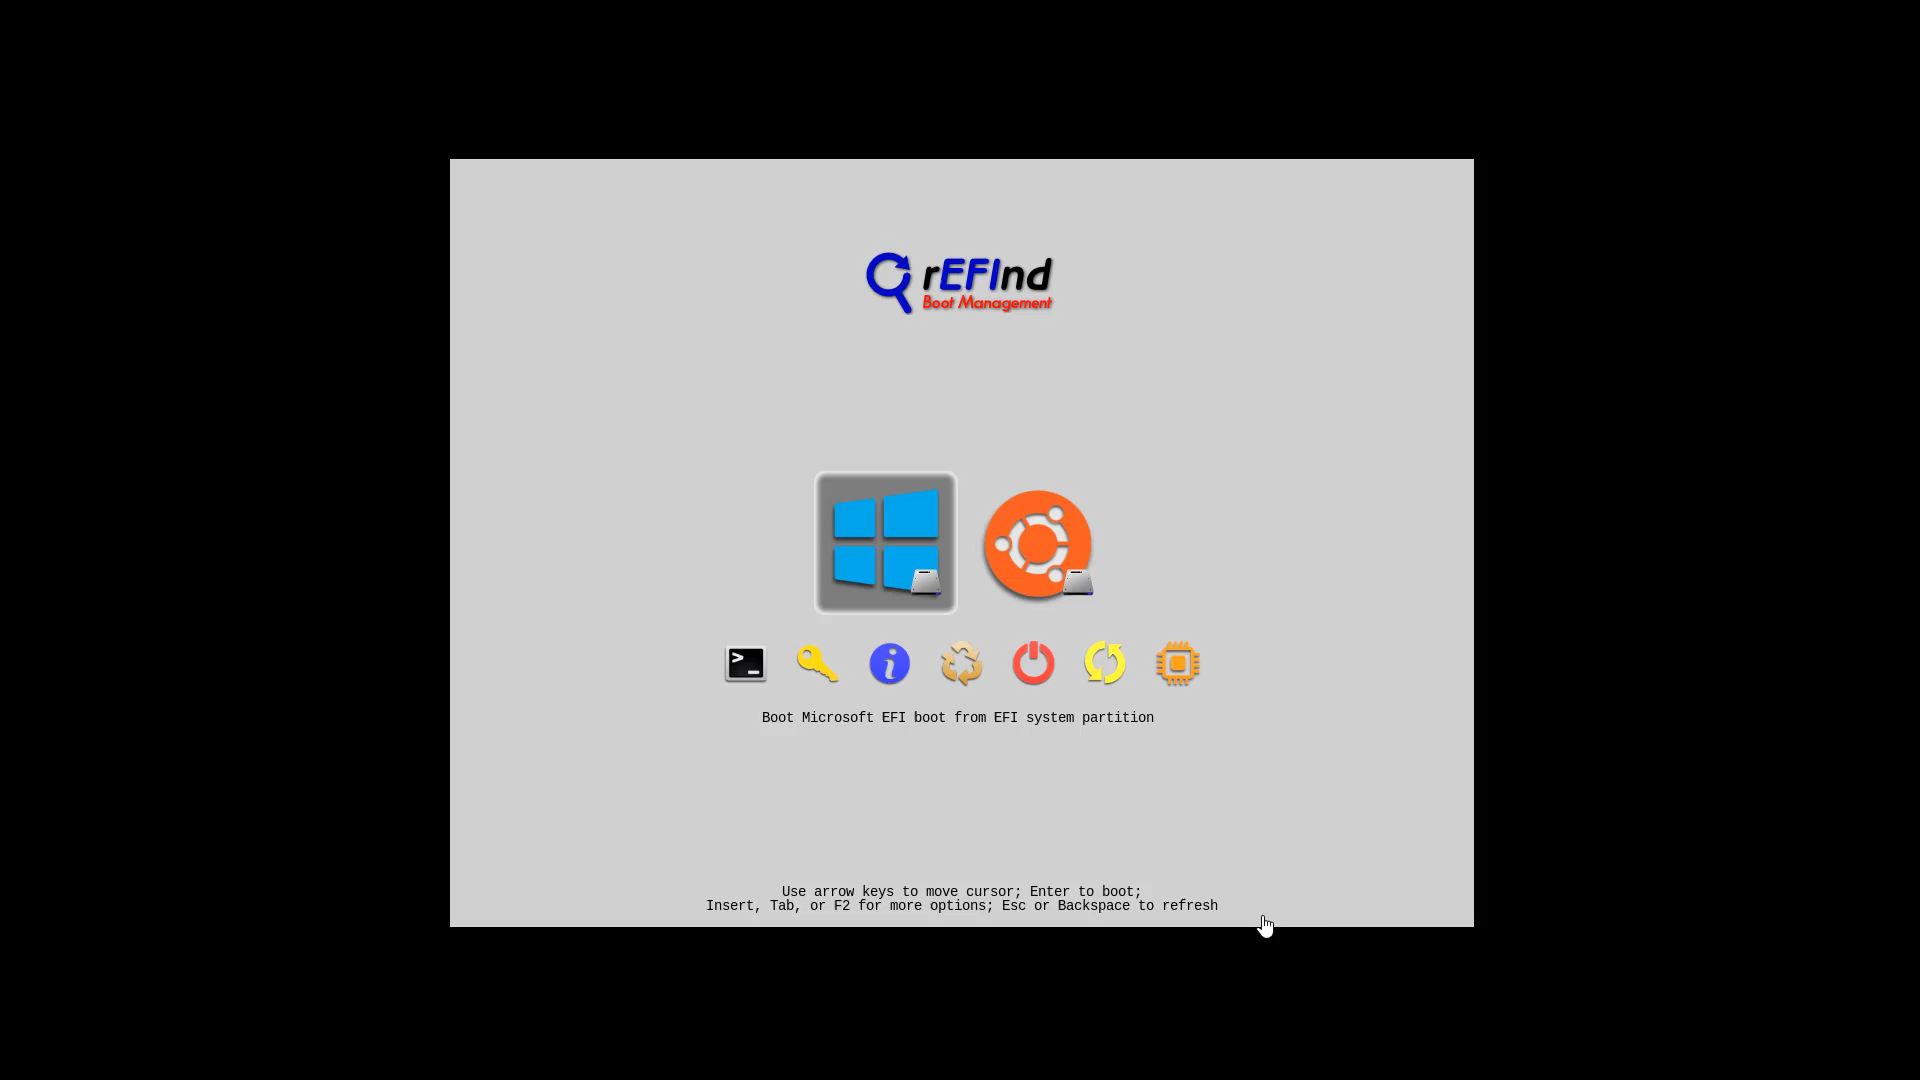 rEFInd
Boot Management
>_
Boot Microsoft EFI boot from EFI system partition
Use arrow keys to move cursor; Enter to boot;
Insert, Tab, or F2 for more options; Esc or Backspace to refresh